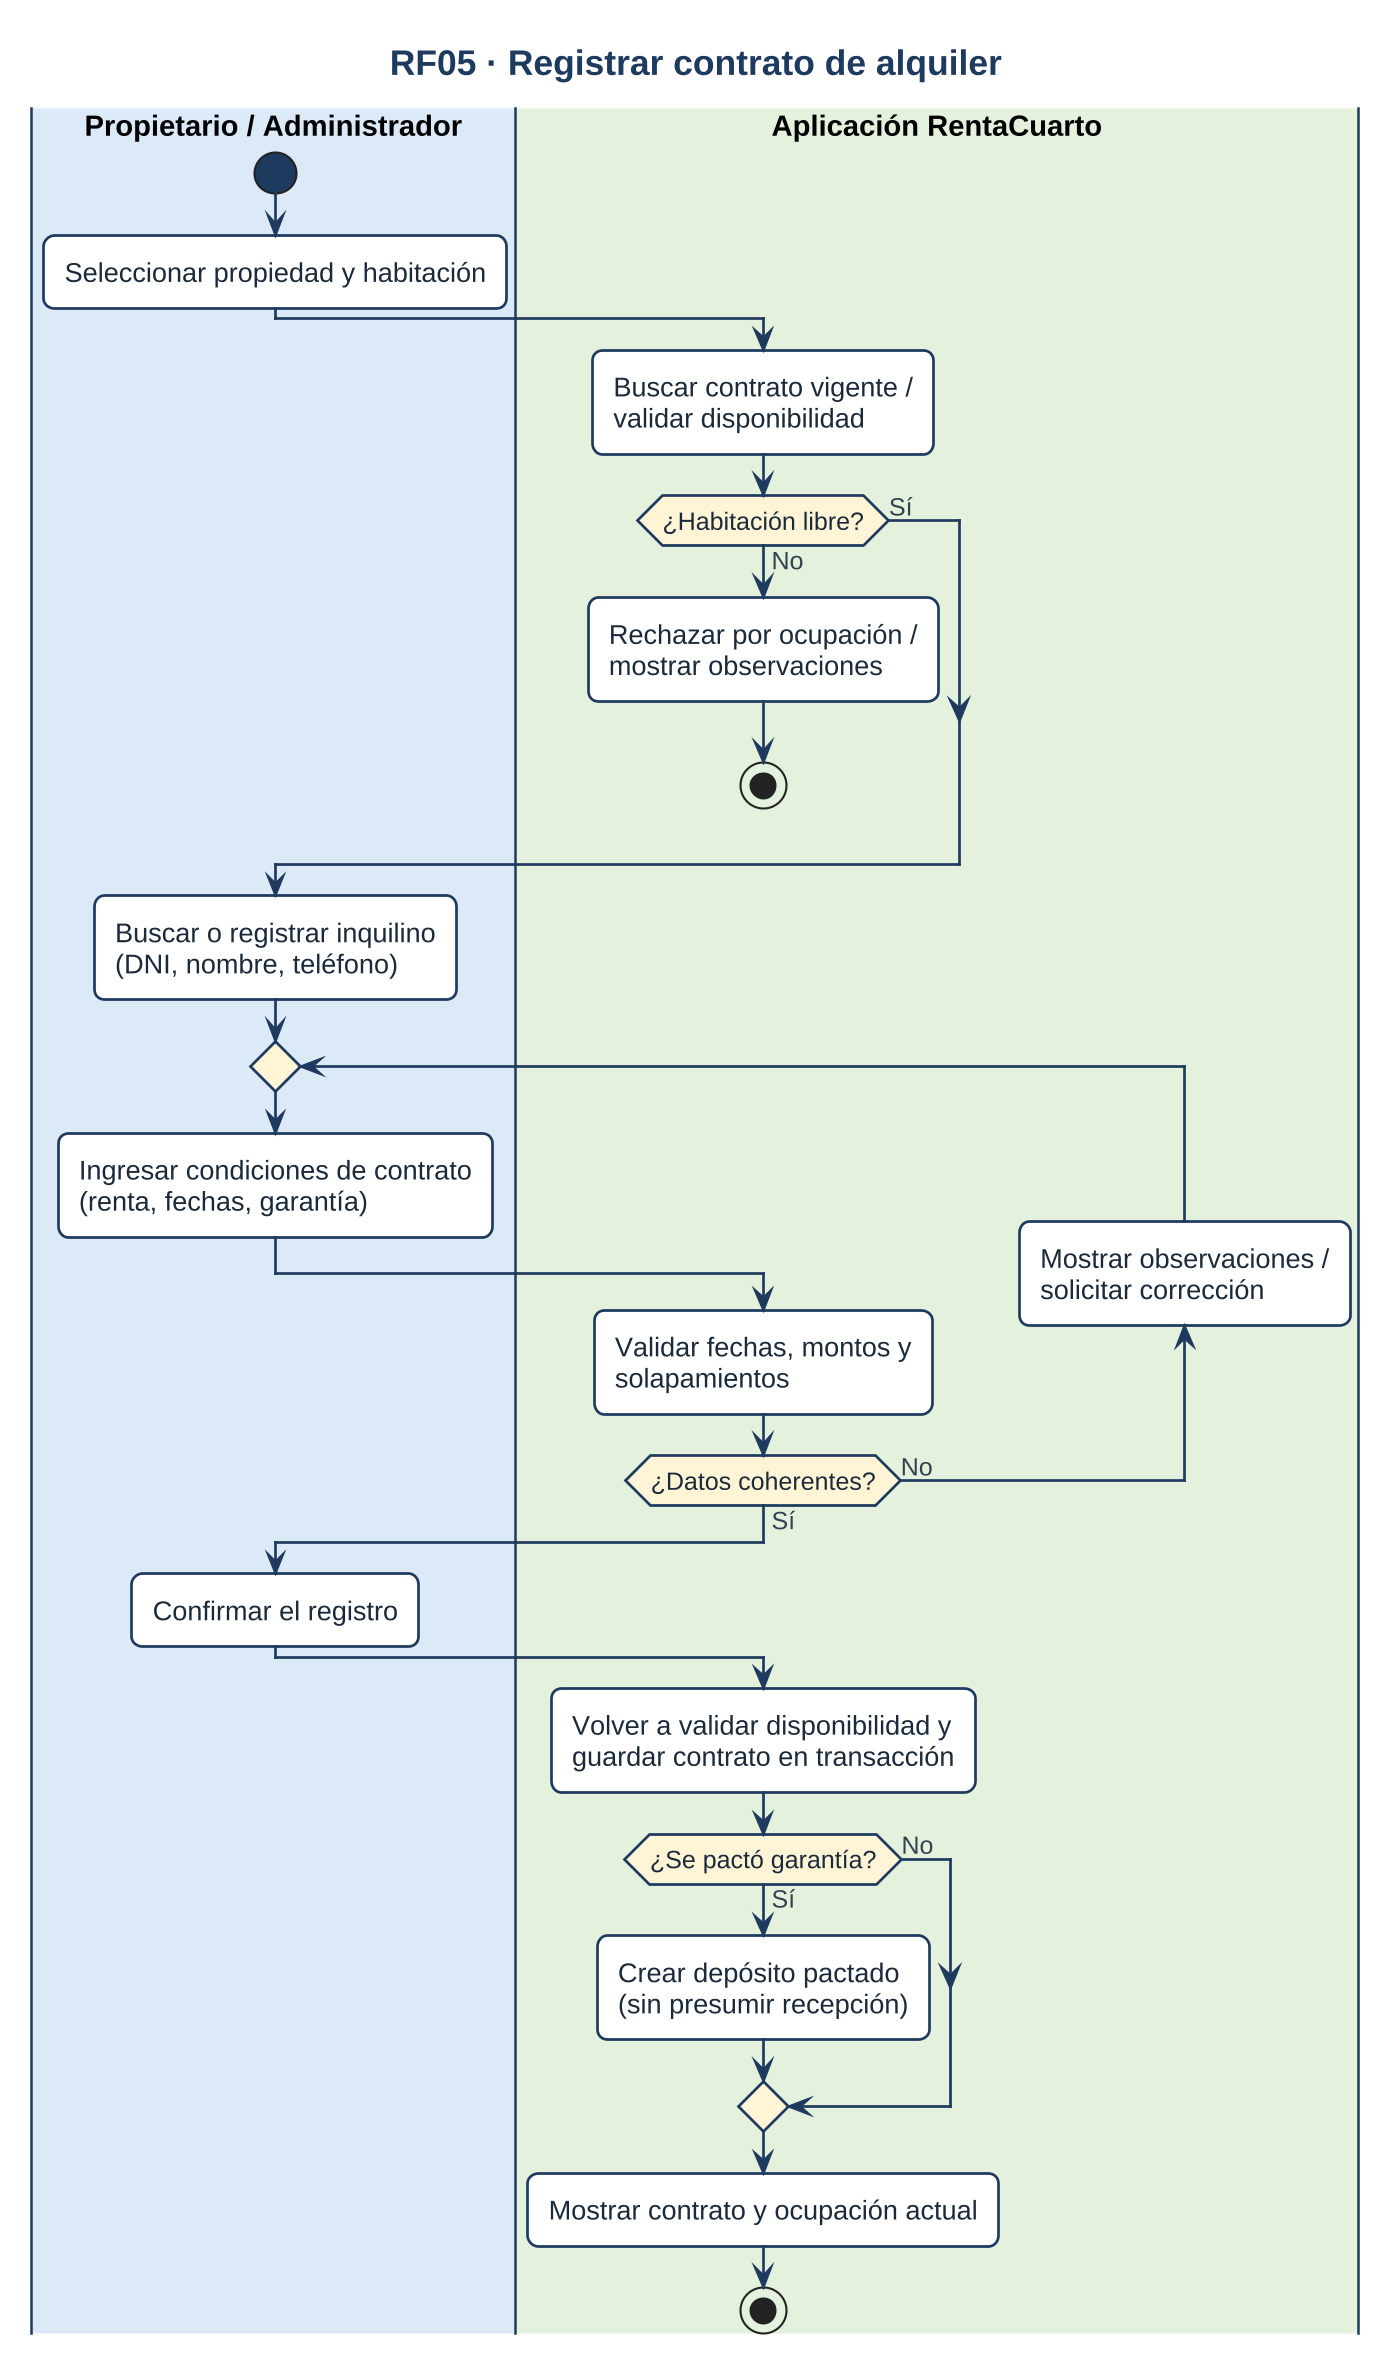 RF05 · Registrar contrato de alquiler
Propietario / Administrador
Aplicación RentaCuarto
Seleccionar propiedad y habitación
Buscar contrato vigente /
validar disponibilidad
¿Habitación libre?
Sí
No
Rechazar por ocupación /
mostrar observaciones
Buscar o registrar inquilino
(DNI, nombre, teléfono)
Ingresar condiciones de contrato
(renta, fechas, garantía)
Mostrar observaciones /
solicitar corrección
Validar fechas, montos y
solapamientos
¿Datos coherentes?
No
Sí
Confirmar el registro
Volver a validar disponibilidad y
guardar contrato en transacción
¿Se pactó garantía?
No
Sí
Crear depósito pactado
(sin presumir recepción)
Mostrar contrato y ocupación actual